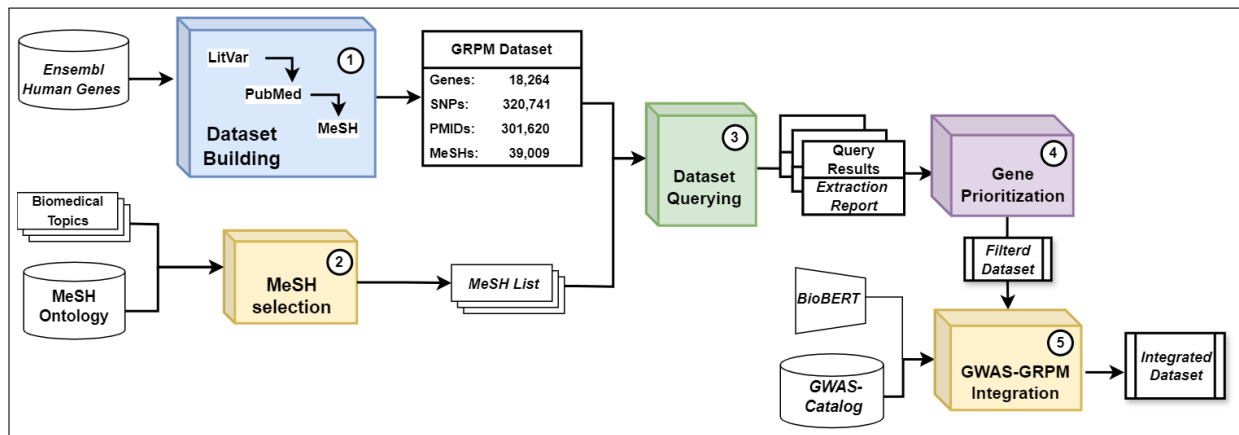 Ensembl
Human Genes
1
LitVar
PubMed
MeSH
Dataset
Building
GRPM Dataset
Genes: 18,264
SNPs: 320,741
PMIDs: 301,620
MeSHs: 39,009
Biomedical
Topics
MeSH
Ontology
2
MeSH
selection
MeSH List
3
Dataset
Querying
Query
Results
Extraction
Report
4
Gene
Prioritization
Filterd
Dataset
BioBERT
GWAS-
Catalog
5
GWAS-GRPM
Integration
Integrated
Dataset